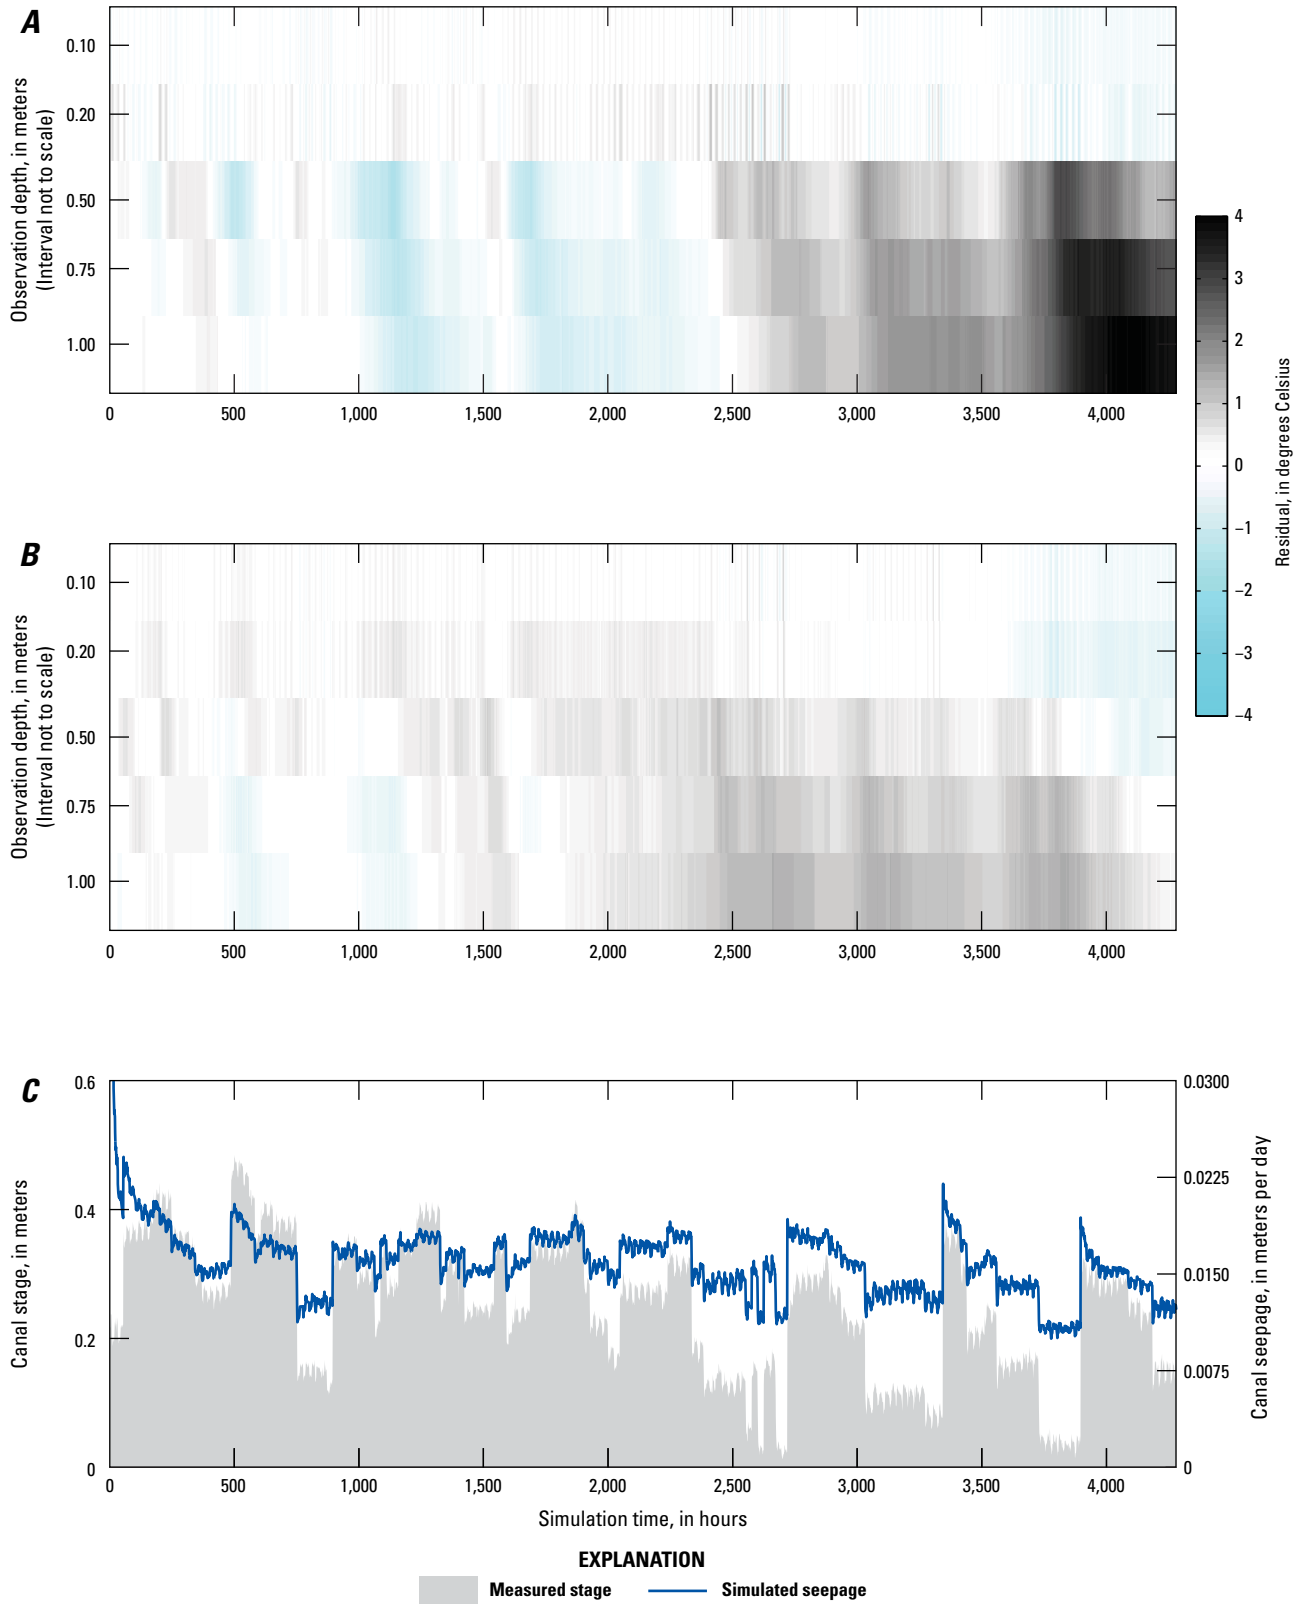 A
Observation depth, in meters
(Interval not to scale)
0.10
0.20
0.50
0.75
1.00
0 500 1,000 1,500 2,000 2,500 3,000 3,500 4,000
4
3
2
1
0
−1
−2
−3
−4
Residual, in degrees Celsius
B
Observation depth, in meters
(Interval not to scale)
0.10
0.20
0.50
0.75
1.00
0 500 1,000 1,500 2,000 2,500 3,000 3,500 4,000
C
Canal stage, in meters
0.6
0.4
0.2
0
0.0300
0.0225
0.0150
0.0075
0
Canal seepage, in meters per day
0 500 1,000 1,500 2,000 2,500 3,000 3,500 4,000
Simulation time, in hours
EXPLANATION
Measured stage Simulated seepage